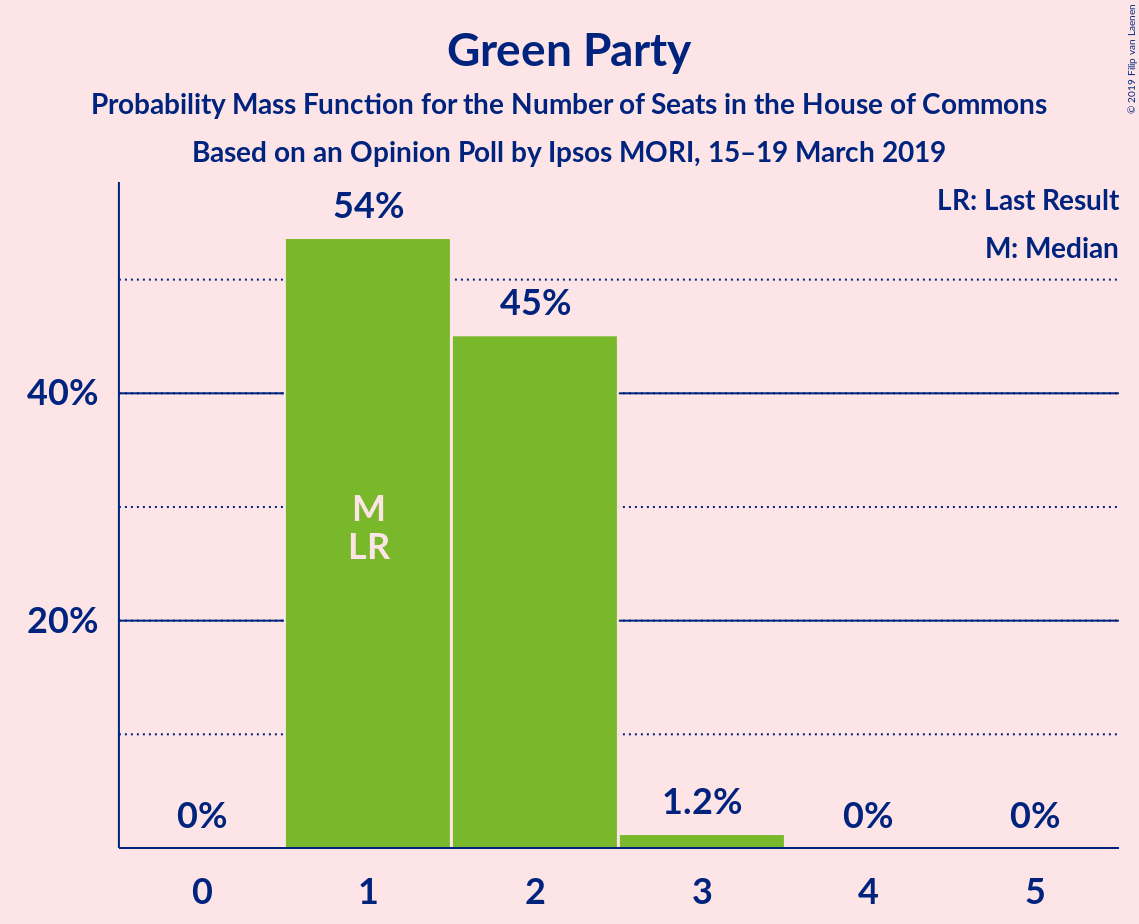 Green Party
Probability Mass Function for the Number of Seats in the House of Commons
Based on an Opinion Poll by Ipsos MORI, 15–19 March 2019
© 2019 Filip van Laenen
LR: Last Result
M: Median
54%
45%
40%
M
LR
20%
0%
1.2%
0%
0%
0 1 2 3 4 5